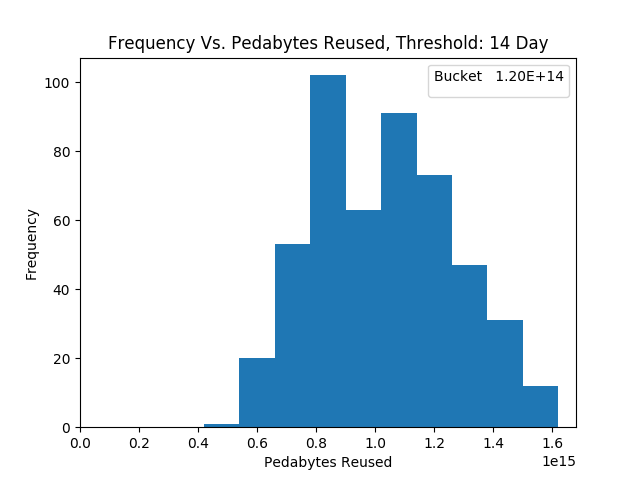 Frequency Vs. Pedabytes Reused, Threshold: 14 Day
Bucket 1.20E+14
100
80
60
40
20
0
Frequency
0.0 0.2 0.4 0.6 0.8 1.0 1.2 1.4 1.6
1e15
Pedabytes Reused